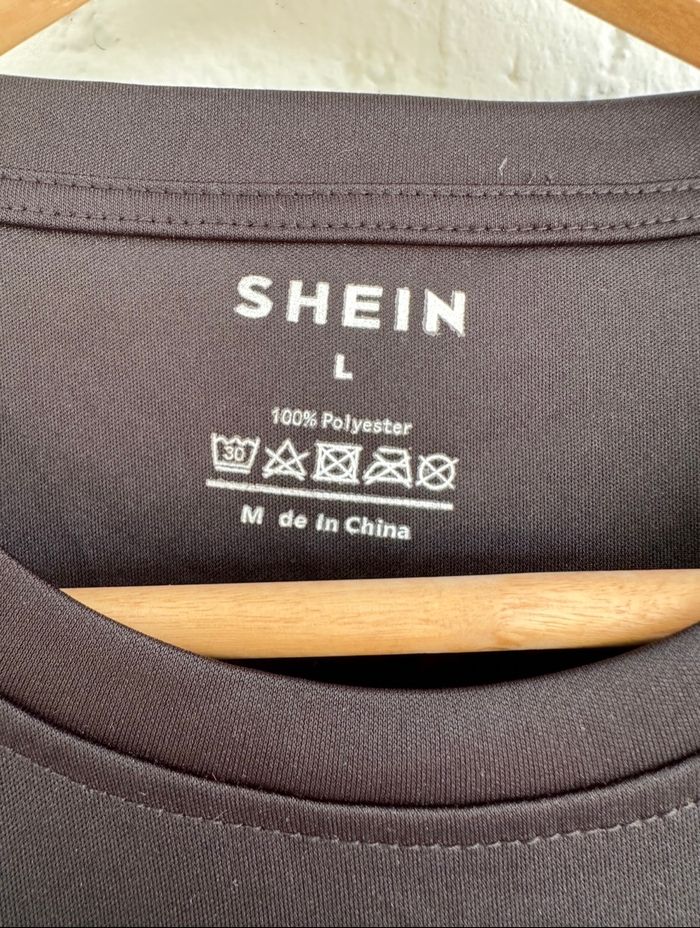 SHEIN
L
100% Polyester
30
M de In China